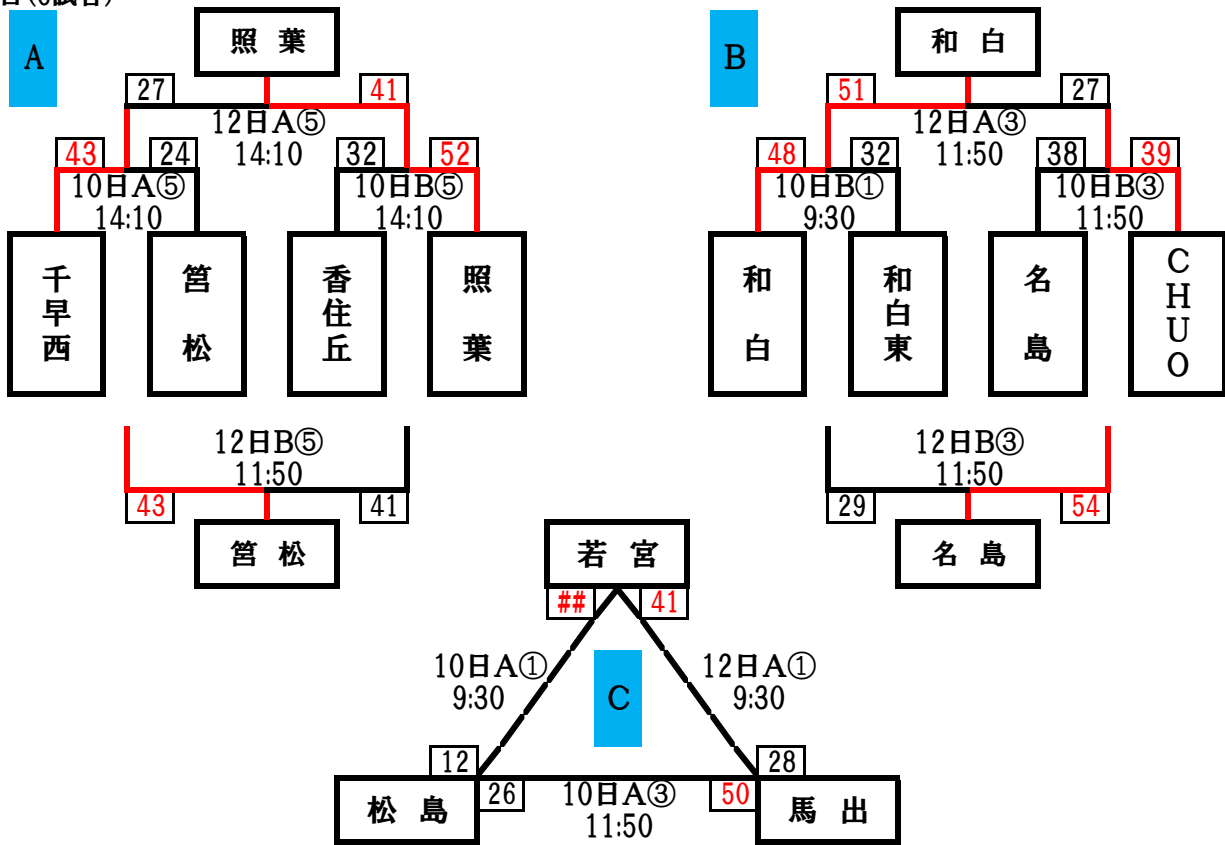 A
照 葉
27
41
12日A⑤
14:10
43
24
32
52
10日A⑤
14:10
10日B⑤
14:10
千早西
筥 松
香住丘
照 葉
12日B⑤
11:50
43
41
筥 松
B
和 白
51
27
12日A③
11:50
48
32
38
39
10日B①
9:30
10日B③
11:50
和 白
和白東
名 島
CHUO
12日B③
11:50
29
54
名 島
若 宮
##
41
10日A①
9:30
12日A①
9:30
C
12
28
松 島
26
10日A③
11:50
50
馬 出